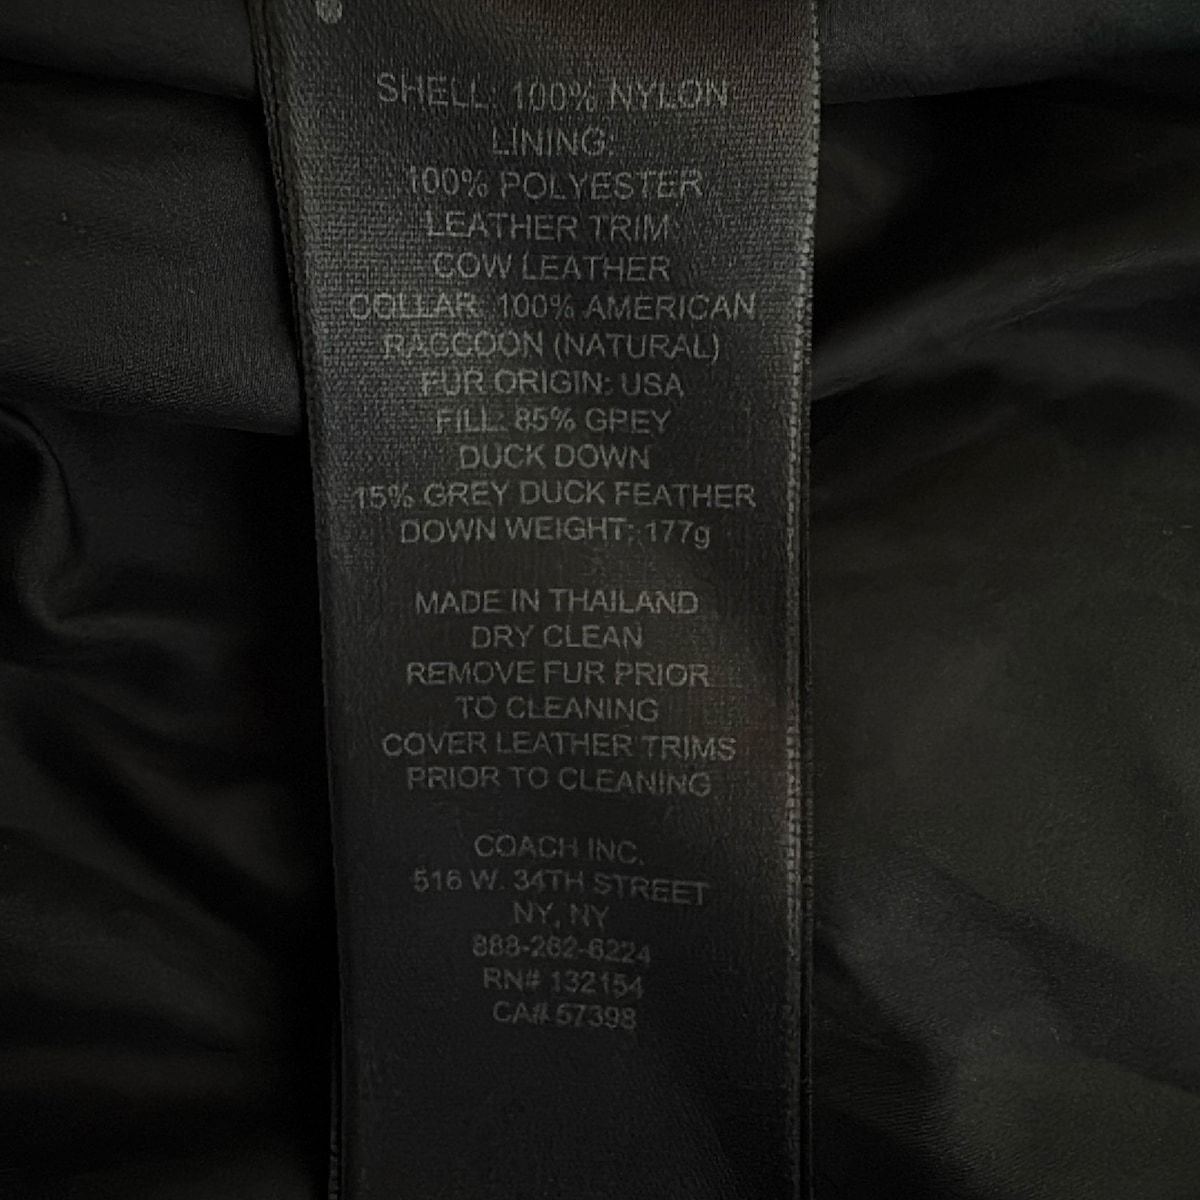 SHELL: 100% NYLON
LINING:
100% POLYESTER
LEATHER TRIM:
COW LEATHER
COLLAR: 100% AMERICAN
RACCOON (NATURAL)
FUR ORIGIN: USA
FILL: 85% GREY
DUCK DOWN
15% GREY DUCK FEATHER
DOWN WEIGHT: 177g
MADE IN THAILAND
DRY CLEAN
REMOVE FUR PRIOR
TO CLEANING
COVER LEATHER TRIMS
PRIOR TO CLEANING
COACH INC.
516 W. 34TH STREET
NY, NY
888-262-6224
RN# 132154
CA# 57398